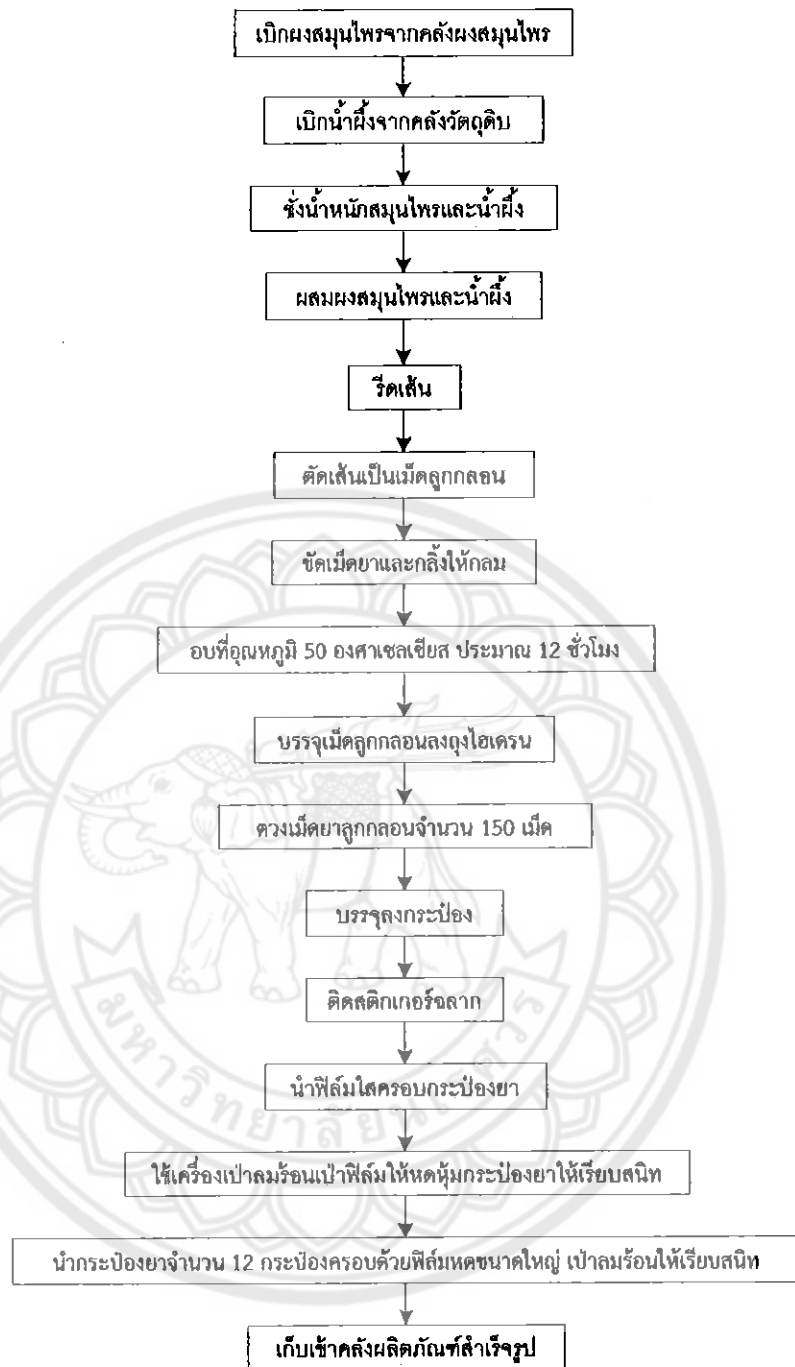 เบิกผงสมุนไพรจากคลังผงสมุนไพร
เบิกน้ำผึ้งจากคลังวัตถุดิบ
ชั่งน้ำหนักสมุนไพรและน้ำผึ้ง
ผสมผงสมุนไพรและน้ำผึ้ง
รีดเส้น
ตัดเส้นเป็นเม็ดลูกกลอน
ขัดเม็ดยาและกลิ้งให้กลม
อบที่อุณหภูมิ 50 องศาเซลเซียส ประมาณ 12 ชั่วโมง
บรรจุเม็ดลูกกลอนลงถุงไฮเดรน
ตวงเม็ดยาลูกกลอนจำนวน 150 เม็ด
บรรจุลงกระป๋อง
ติดสติกเกอร์ฉลาก
นำฟิล์มใสครอบกระป๋องยา
ใช้เครื่องเป่าลมร้อนเป่าฟิล์มให้หดหุ้มกระป๋องยาให้เรียบสนิท
นำกระป๋องยาจำนวน 12 กระป๋องครอบด้วยฟิล์มหดขนาดใหญ่ เป่าลมร้อนให้เรียบสนิท
เก็บเข้าคลังผลิตภัณฑ์สำเร็จรูป
มหาวิทยาลัยนเรศวร